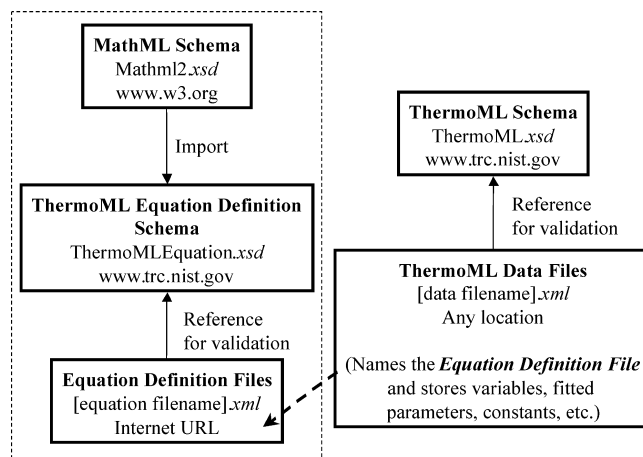 MathML Schema
Mathml2.xsd
www.w3.org
Import
ThermoML Equation Definition
Schema
ThermoMLEquation.xsd
www.trc.nist.gov
Reference
for validation
Equation Definition Files
[equation filename].xml
Internet URL
ThermoML Schema
ThermoML.xsd
www.trc.nist.gov
Reference
for validation
ThermoML Data Files
[data filename].xml
Any location
(Names the Equation Definition File
and stores variables, fitted
parameters, constants, etc.)